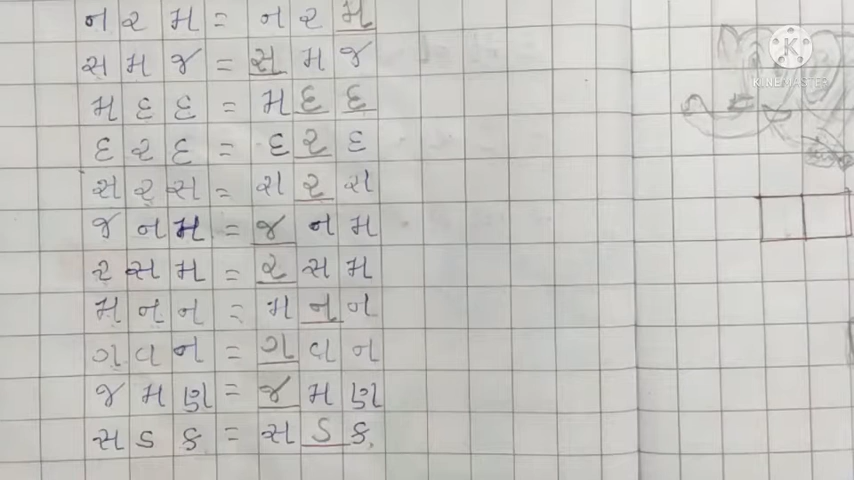 ન ર મ = ન ર મ
સ મ જ = સ મ જ
મ દ દ = મ દ દ
દ ર દ = દ ર દ
સ ર સ = સ ર સ
જ ન મ = જ ન મ
ર સ મ = ર સ મ
મ ન ન = મ ન ન
ગ વ ન = ગ વ ન
જ મ ણ = જ મ ણ
સ ડ ક = સ ડ ક
KINEMASTER